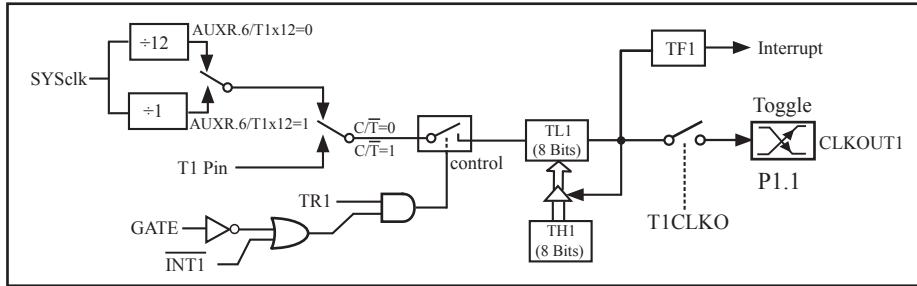 AUXR.6/T1x12=0
÷12
SYSclk
÷1
AUXR.6/T1x12=1
T1 Pin
C/T̅=0
C/T̅=1
control
TR1
GATE
I̅N̅T̅1̅
TL1
(8 Bits)
TH1
(8 Bits)
TF1
Interrupt
Toggle
CLKOUT1
P1.1
T1CLKO